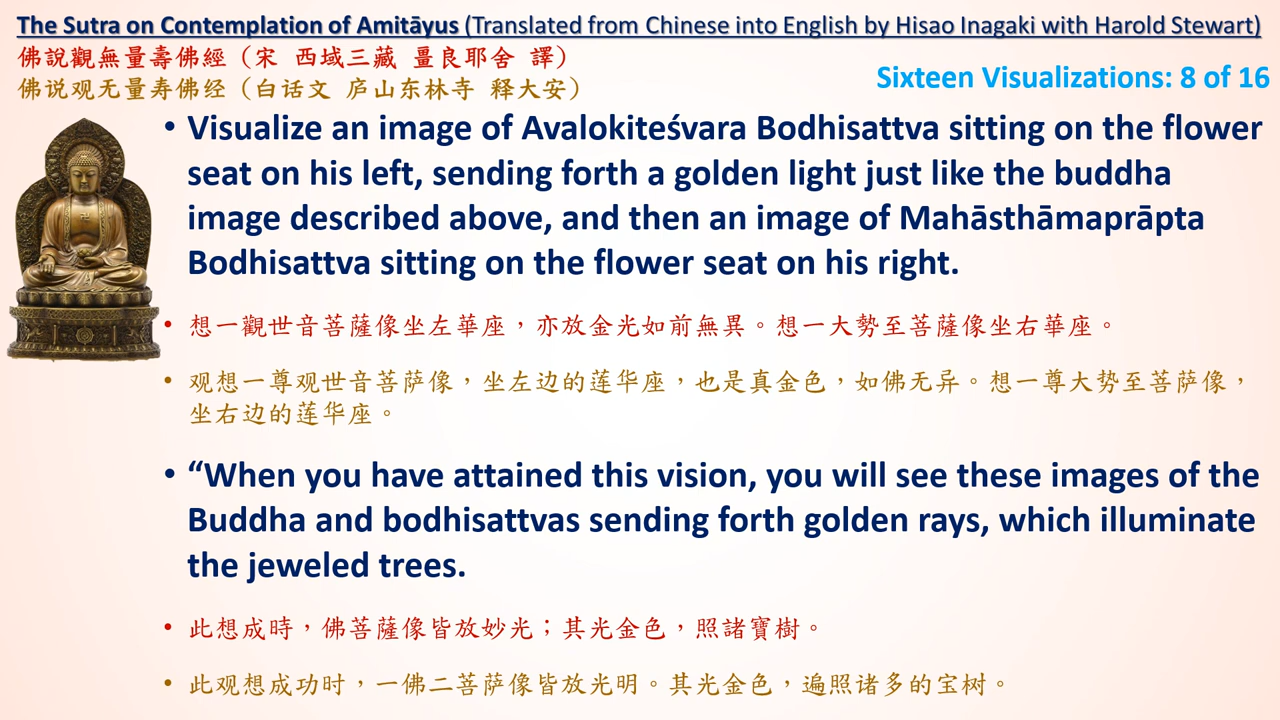 The Sutra on Contemplation of Amitāyus (Translated from Chinese into English by Hisao Inagaki with Harold Stewart)
佛說觀無量壽佛經（宋 西域三藏 畺良耶舍 譯）
佛说观无量寿佛经（白话文 庐山东林寺 释大安）
Sixteen Visualizations: 8 of 16
• Visualize an image of Avalokiteśvara Bodhisattva sitting on the flower
seat on his left, sending forth a golden light just like the buddha
image described above, and then an image of Mahāsthāmaprāpta
Bodhisattva sitting on the flower seat on his right.
• 想一觀世音菩薩像坐左華座，亦放金光如前無異。想一大勢至菩薩像坐右華座。
• 观想一尊观世音菩萨像，坐左边的莲华座，也是真金色，如佛无异。想一尊大势至菩萨像，
坐右边的莲华座。
• “When you have attained this vision, you will see these images of the
Buddha and bodhisattvas sending forth golden rays, which illuminate
the jeweled trees.
• 此想成時，佛菩薩像皆放妙光；其光金色，照諸寶樹。
• 此观想成功时，一佛二菩萨像皆放光明。其光金色，遍照诸多的宝树。